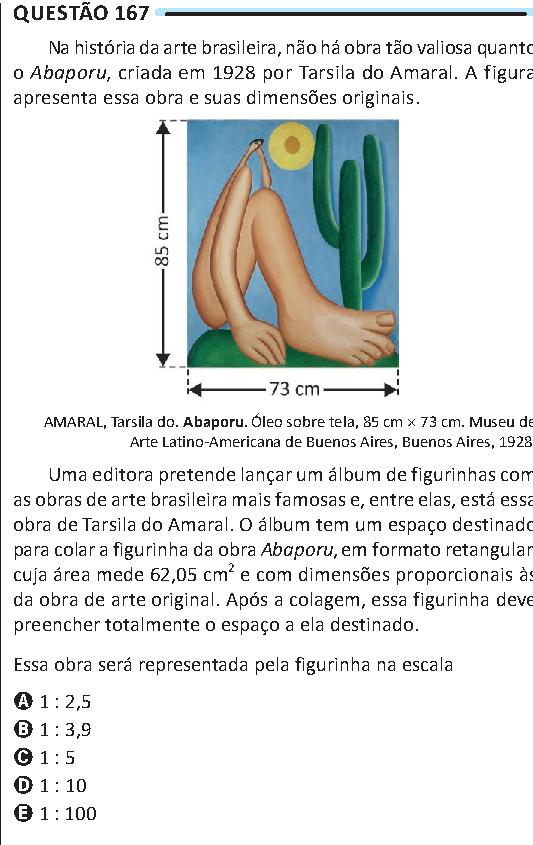 QUESTÃO 167
Na história da arte brasileira, não há obra tão valiosa quanto
o Abaporu, criada em 1928 por Tarsila do Amaral. A figura
apresenta essa obra e suas dimensões originais.
85 cm
73 cm
AMARAL, Tarsila do. Abaporu. Óleo sobre tela, 85 cm × 73 cm. Museu de
Arte Latino-Americana de Buenos Aires, Buenos Aires, 1928
Uma editora pretende lançar um álbum de figurinhas com
as obras de arte brasileira mais famosas e, entre elas, está essa
obra de Tarsila do Amaral. O álbum tem um espaço destinado
para colar a figurinha da obra Abaporu, em formato retangular
cuja área mede 62,05 cm² e com dimensões proporcionais às
da obra de arte original. Após a colagem, essa figurinha deve
preencher totalmente o espaço a ela destinado.
Essa obra será representada pela figurinha na escala
A 1 : 2,5
B 1 : 3,9
C 1 : 5
D 1 : 10
E 1 : 100